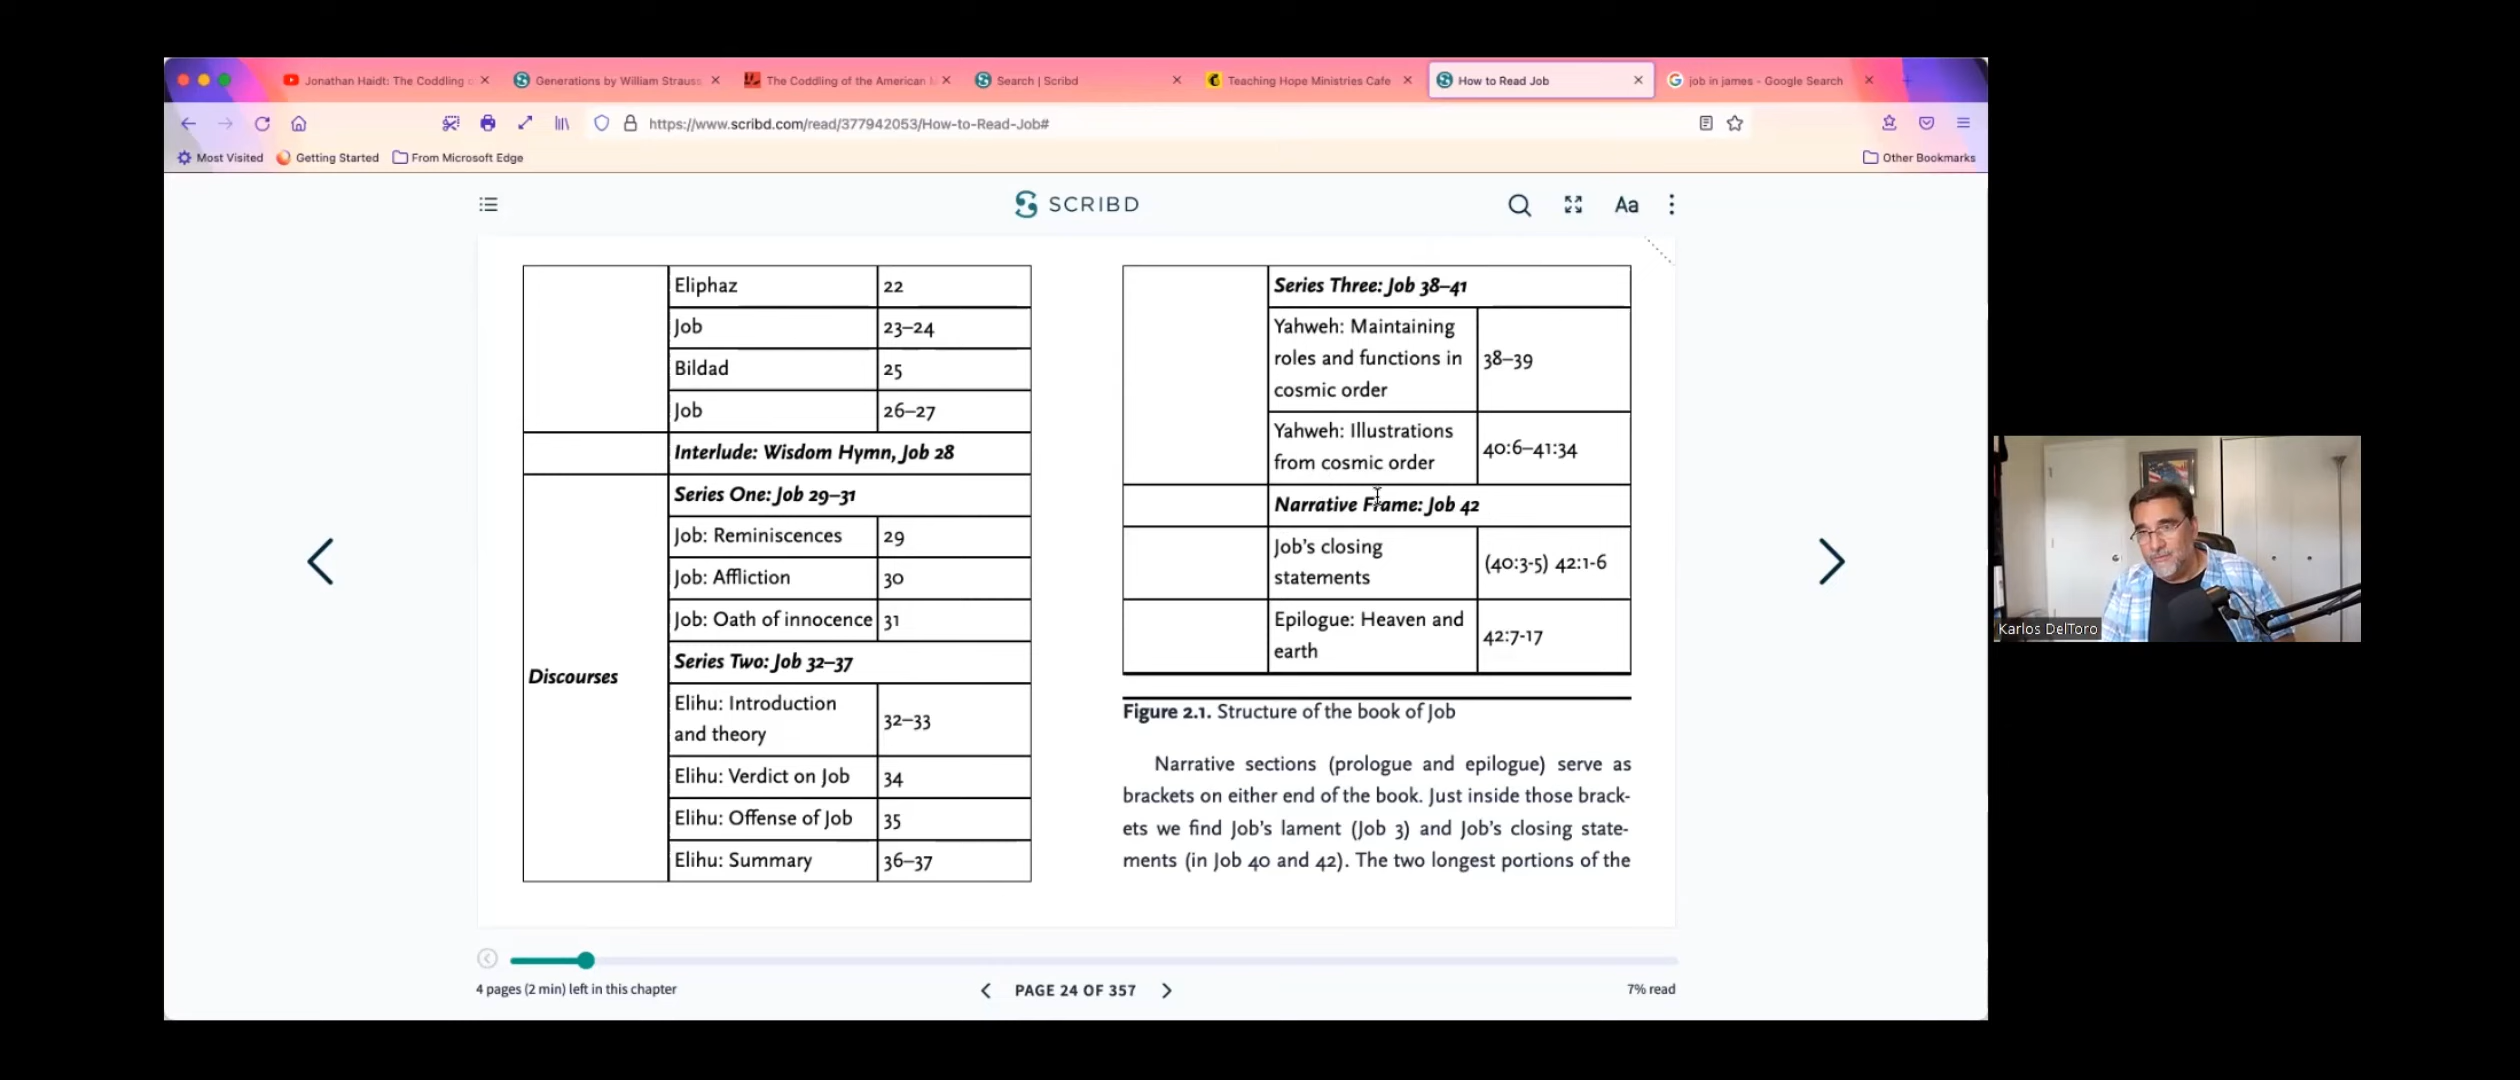 Jonathan Haidt: The Coddling o
Generations by William Strauss
The Coddling of the American M
Search | Scribd
Teaching Hope Ministries Cafe
How to Read Job
job in james - Google Search
https://www.scribd.com/read/377942053/How-to-Read-Job#
Most Visited
Getting Started
From Microsoft Edge
Other Bookmarks
SCRIBD
Aa
Eliphaz 22
Job 23–24
Bildad 25
Job 26–27
Interlude: Wisdom Hymn, Job 28
Discourses
Series One: Job 29–31
Job: Reminiscences 29
Job: Affliction 30
Job: Oath of innocence 31
Series Two: Job 32–37
Elihu: Introduction
and theory
32–33
Elihu: Verdict on Job 34
Elihu: Offense of Job 35
Elihu: Summary 36–37
Series Three: Job 38–41
Yahweh: Maintaining
roles and functions in
cosmic order
38–39
Yahweh: Illustrations
from cosmic order
40:6–41:34
Narrative Frame: Job 42
Job's closing
statements
(40:3-5) 42:1-6
Epilogue: Heaven and
earth
42:7-17
Figure 2.1. Structure of the book of Job
Narrative sections (prologue and epilogue) serve as
brackets on either end of the book. Just inside those brack-
ets we find Job's lament (Job 3) and Job's closing state-
ments (in Job 40 and 42). The two longest portions of the
4 pages (2 min) left in this chapter
PAGE 24 OF 357
7% read
Karlos DelToro